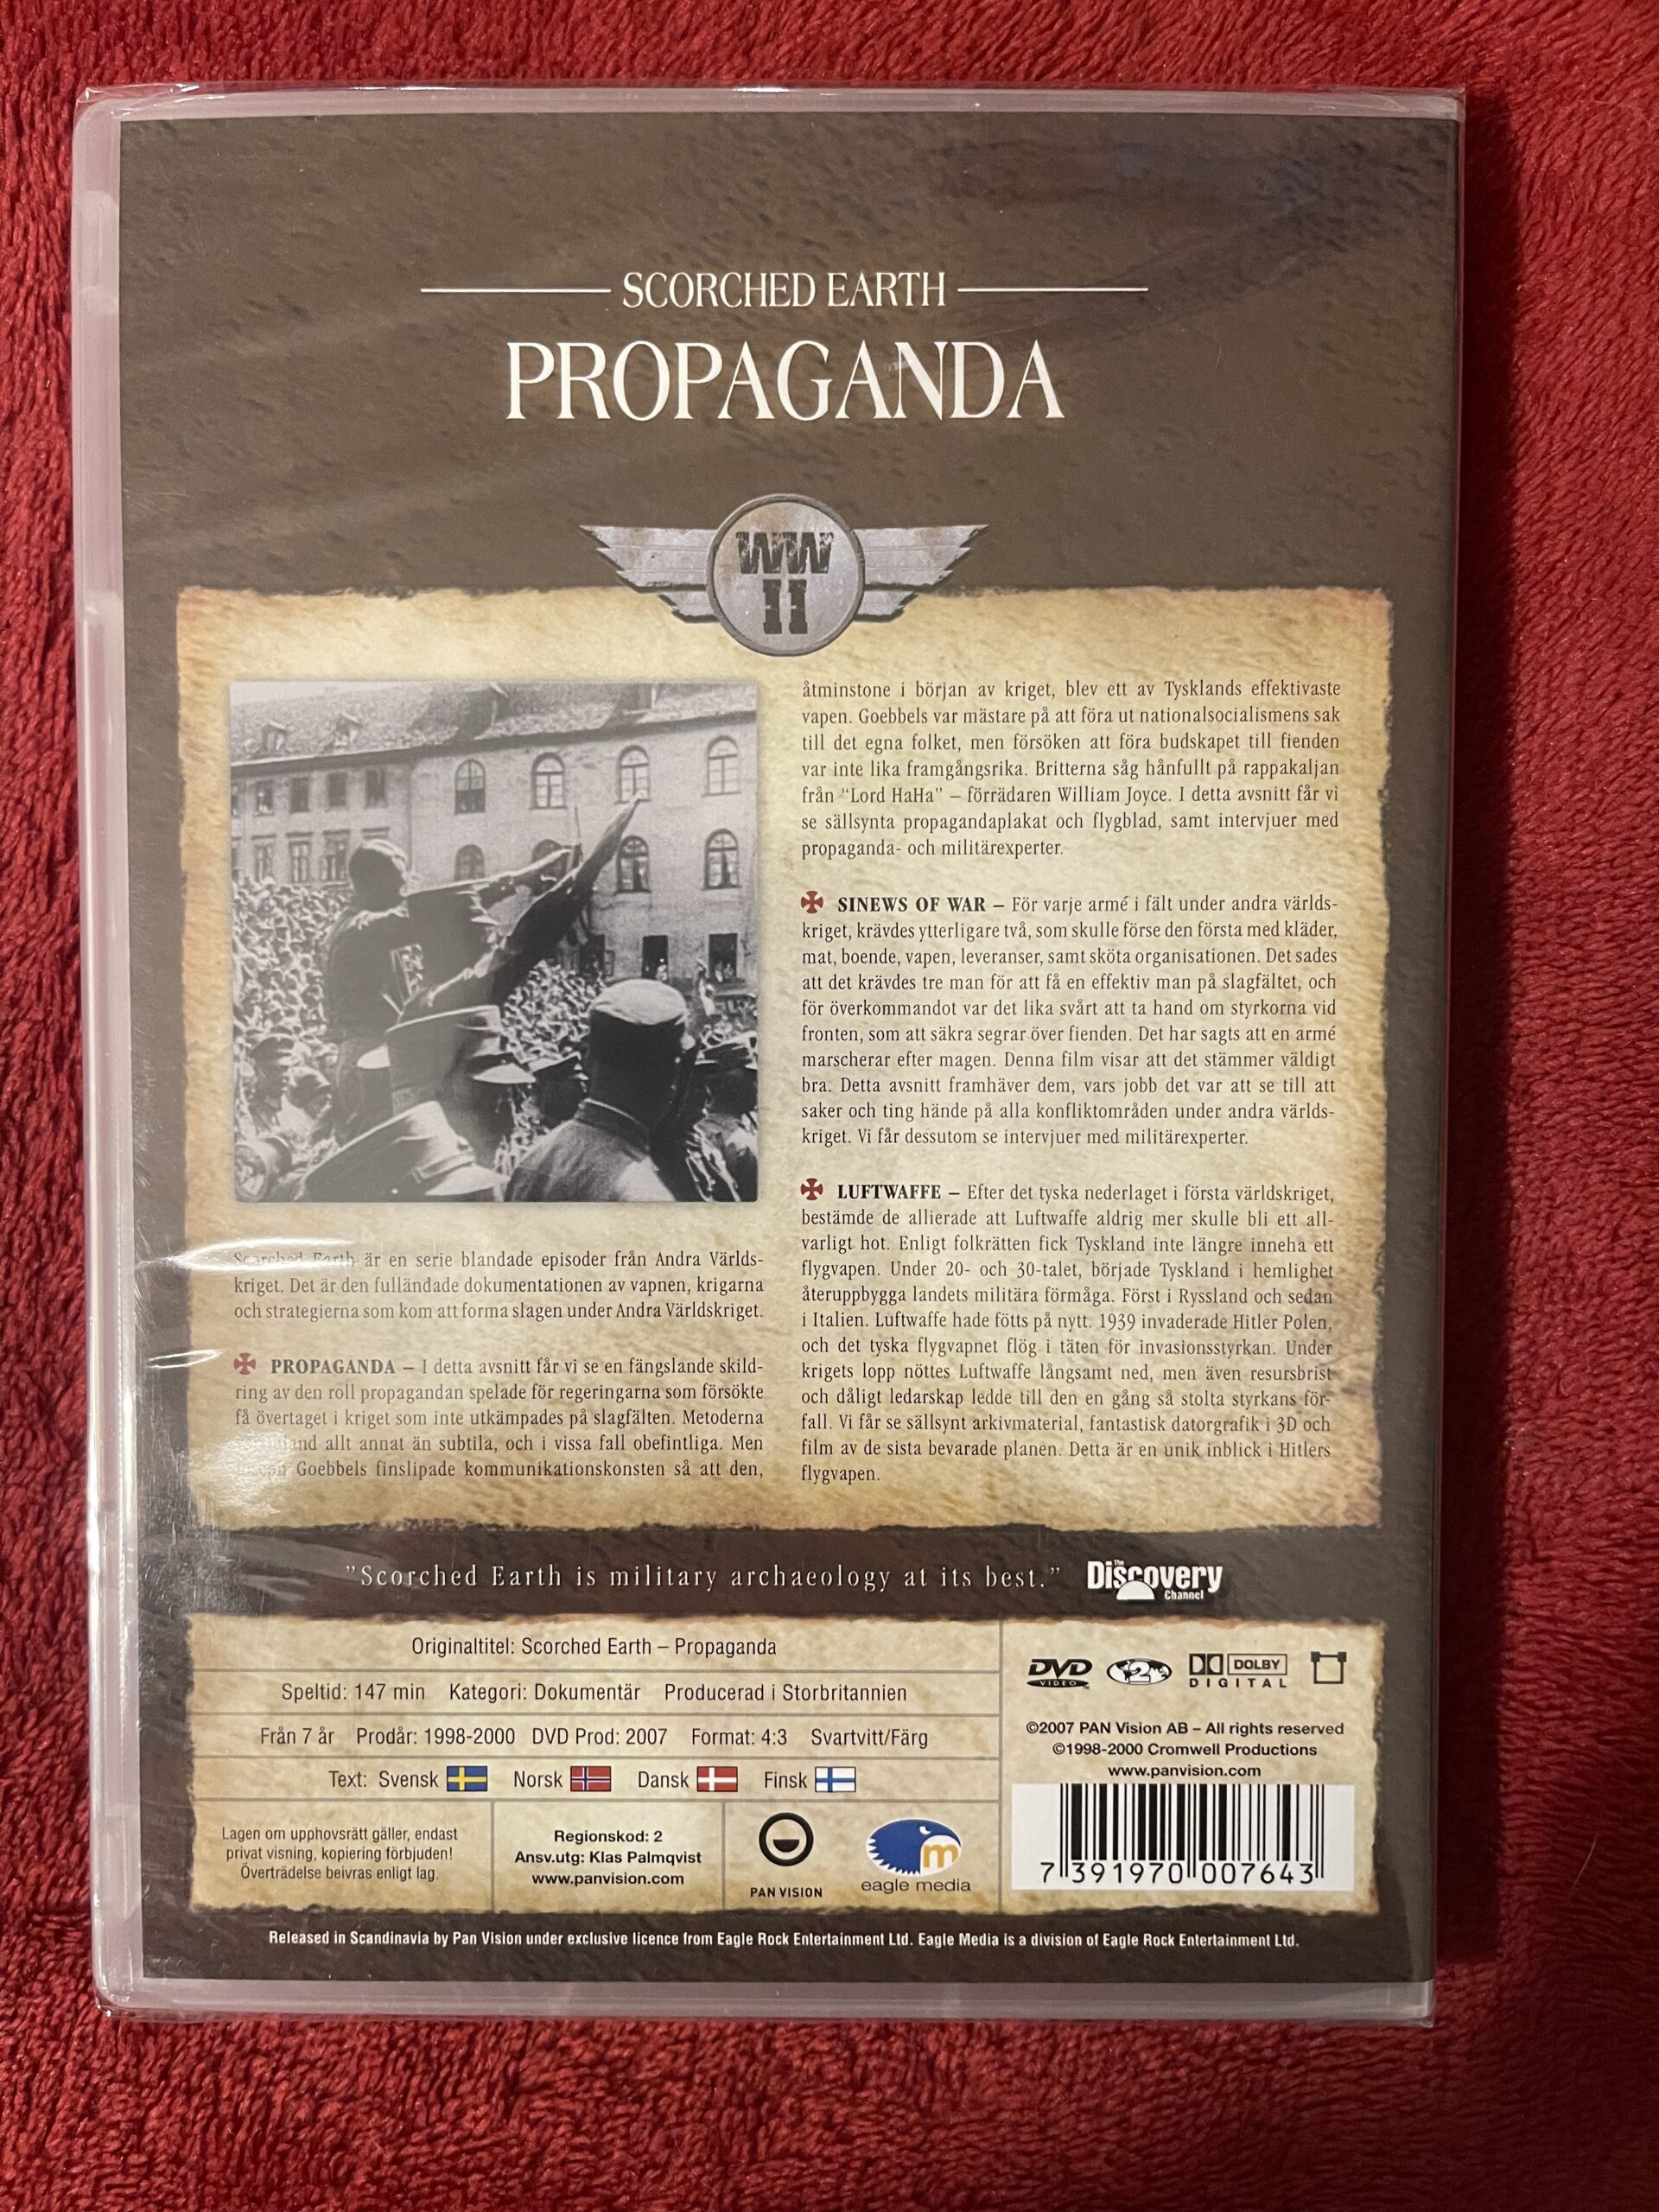 SCORCHED EARTH
PROPAGANDA
WW
II
Scorched Earth är en serie blandade episoder från Andra Världs-
kriget. Det är den fulländade dokumentationen av vapnen, krigarna
och strategierna som kom att forma slagen under Andra Världskriget.
PROPAGANDA – I detta avsnitt får vi se en fängslande skild-
ring av den roll propagandan spelade för regeringarna som försökte
få övertaget i kriget som inte utkämpades på slagfälten. Metoderna
allt annat än subtila, och i vissa fall obefintliga. Men
Goebbels finslipade kommunikationskonsten så att den,
åtminstone i början av kriget, blev ett av Tysklands effektivaste
vapen. Goebbels var mästare på att föra ut nationalsocialismens sak
till det egna folket, men försöken att föra budskapet till fienden
var inte lika framgångsrika. Britterna såg hånfullt på rappakaljan
från “Lord HaHa” – förrädaren William Joyce. I detta avsnitt får vi
se sällsynta propagandaplakat och flygblad, samt intervjuer med
propaganda- och militärexperter.
SINEWS OF WAR – För varje armé i fält under andra världs-
kriget, krävdes ytterligare två, som skulle förse den första med kläder,
mat, boende, vapen, leveranser, samt sköta organisationen. Det sades
att det krävdes tre man för att få en effektiv man på slagfältet, och
för överkommandot var det lika svårt att ta hand om styrkorna vid
fronten, som att säkra segrar över fienden. Det har sagts att en armé
marscherar efter magen. Denna film visar att det stämmer väldigt
bra. Detta avsnitt framhäver dem, vars jobb det var att se till att
saker och ting hände på alla konfliktområden under andra världs-
kriget. Vi får dessutom se intervjuer med militärexperter.
LUFTWAFFE – Efter det tyska nederlaget i första världskriget,
bestämde de allierade att Luftwaffe aldrig mer skulle bli ett all-
varligt hot. Enligt folkrätten fick Tyskland inte längre inneha ett
flygvapen. Under 20- och 30-talet, började Tyskland i hemlighet
återuppbygga landets militära förmåga. Först i Ryssland och sedan
i Italien. Luftwaffe hade fötts på nytt. 1939 invaderade Hitler Polen,
och det tyska flygvapnet flög i täten för invasionsstyrkan. Under
krigets lopp nöttes Luftwaffe långsamt ned, men även resursbrist
och dåligt ledarskap ledde till den en gång så stolta styrkans för-
fall. Vi får se sällsynt arkivmaterial, fantastisk datorgrafik i 3D och
film av de sista bevarade planen. Detta är en unik inblick i Hitlers
flygvapen.
”Scorched Earth is military archaeology at its best.” The Discovery Channel
Originaltitel: Scorched Earth – Propaganda
Speltid: 147 min Kategori: Dokumentär Producerad i Storbritannien
Från 7 år Prodår: 1998-2000 DVD Prod: 2007 Format: 4:3 Svartvitt/Färg
Text: Svensk Norsk Dansk Finsk
Lagen om upphovsrätt gäller, endast
privat visning, kopiering förbjuden!
Överträdelse beivras enligt lag.
Regionskod: 2
Ansv.utg: Klas Palmqvist
www.panvision.com
PAN VISION
m
eagle media
DVD VIDEO 2 DOLBY DIGITAL
©2007 PAN Vision AB – All rights reserved
©1998-2000 Cromwell Productions
www.panvision.com
7 391970 007643
Released in Scandinavia by Pan Vision under exclusive licence from Eagle Rock Entertainment Ltd. Eagle Media is a division of Eagle Rock Entertainment Ltd.